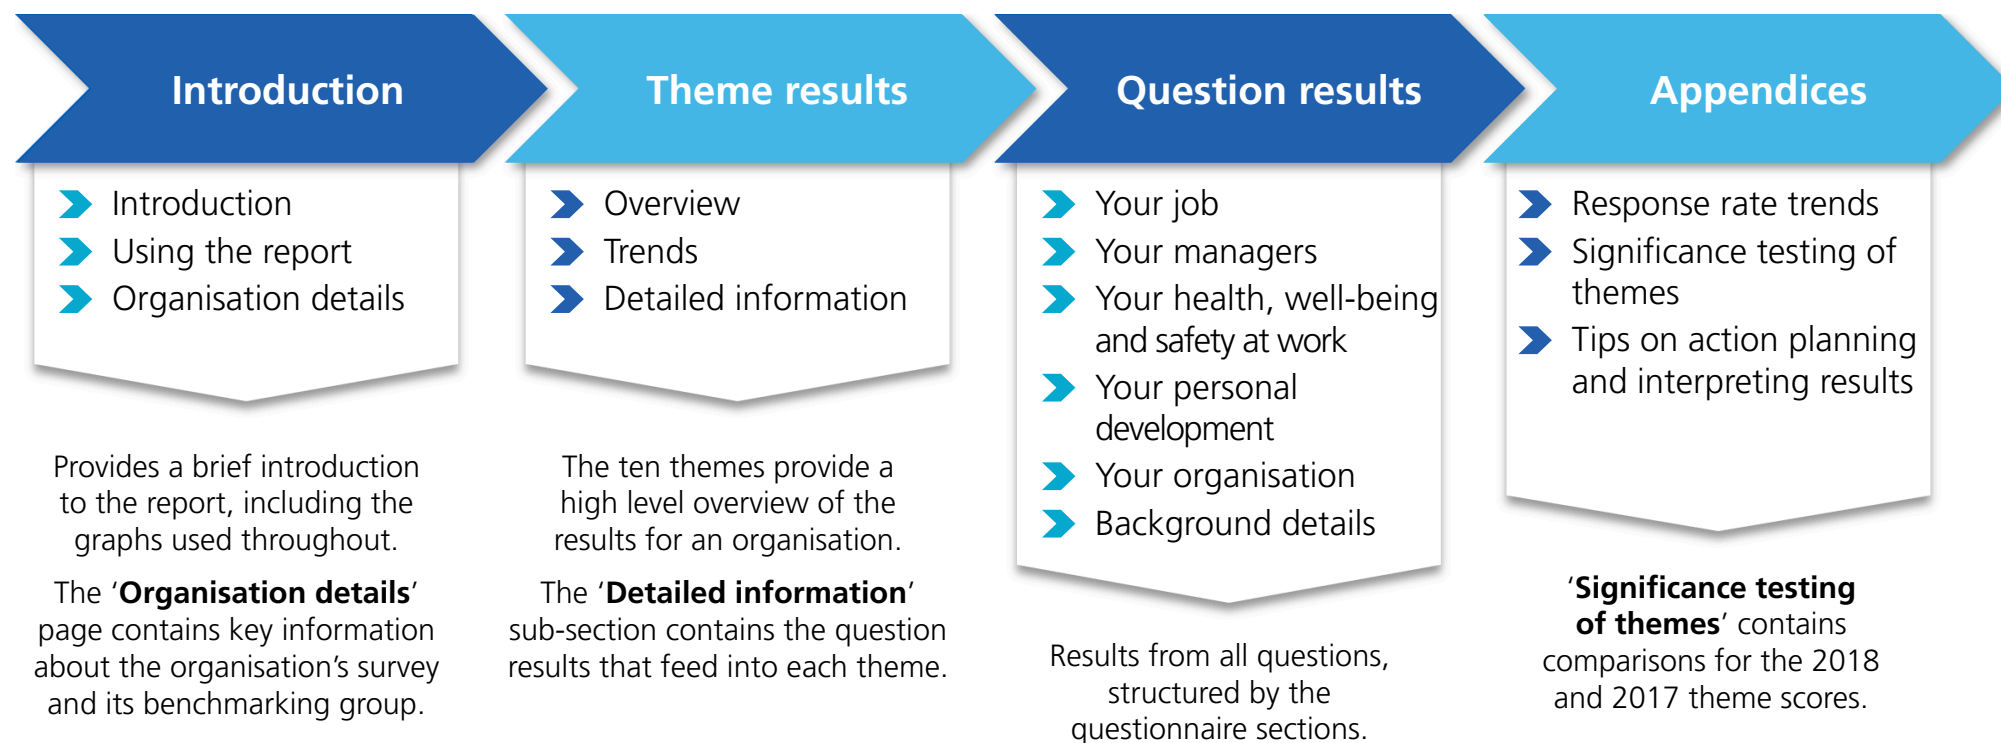 Introduction
Introduction
Using the report
Organisation details
Provides a brief introduction
to the report, including the
graphs used throughout.
The ‘Organisation details’
page contains key information
about the organisation’s survey
and its benchmarking group.
Theme results
Overview
Trends
Detailed information
The ten themes provide a
high level overview of the
results for an organisation.
The ‘Detailed information’
sub-section contains the question
results that feed into each theme.
Question results
Your job
Your managers
Your health, well-being
and safety at work
Your personal
development
Your organisation
Background details
Results from all questions,
structured by the
questionnaire sections.
Appendices
Response rate trends
Significance testing of
themes
Tips on action planning
and interpreting results
‘Significance testing
of themes’ contains
comparisons for the 2018
and 2017 theme scores.